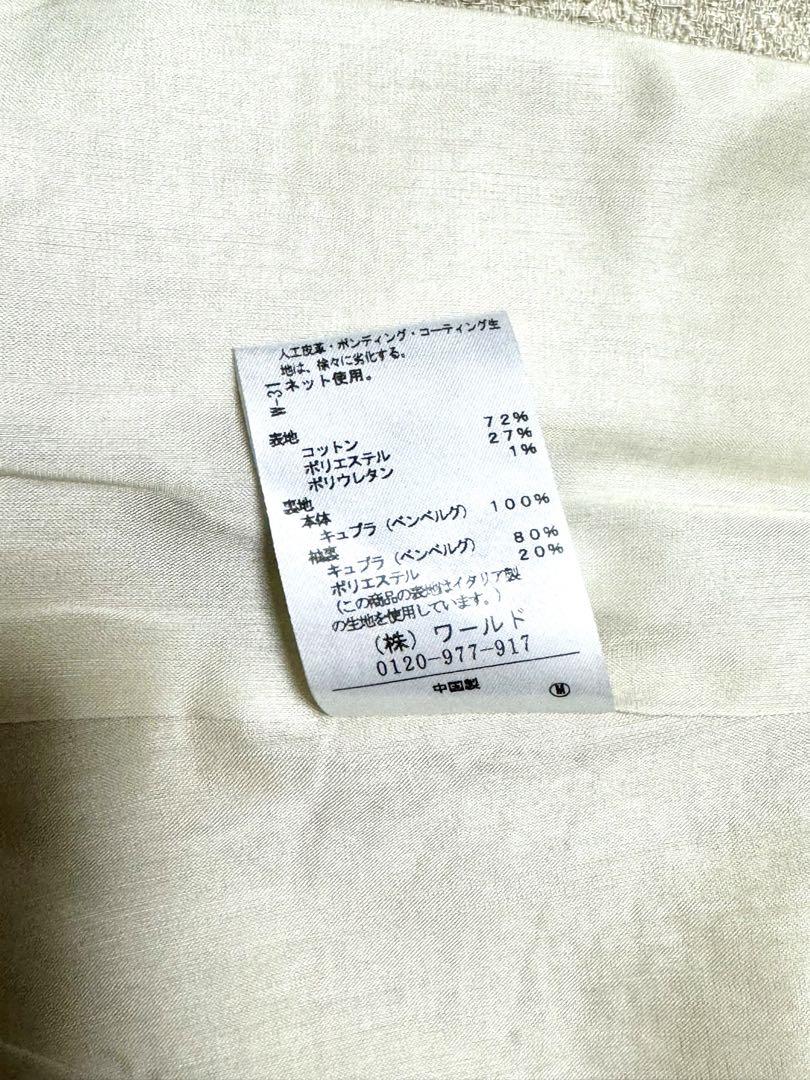 人工皮革・ボンディング・コーティング生
地は、徐々に劣化する。
W-31 ネット使用。
表地
コットン 72%
ポリエステル 27%
ポリウレタン 1%
裏地
本体
キュプラ(ベンベルグ) 100%
袖裏
キュプラ(ベンベルグ) 80%
ポリエステル 20%
(この商品の表地はイタリア製
の生地を使用しています。)
(株)ワールド
0120-977-917
中国製 Ⓜ